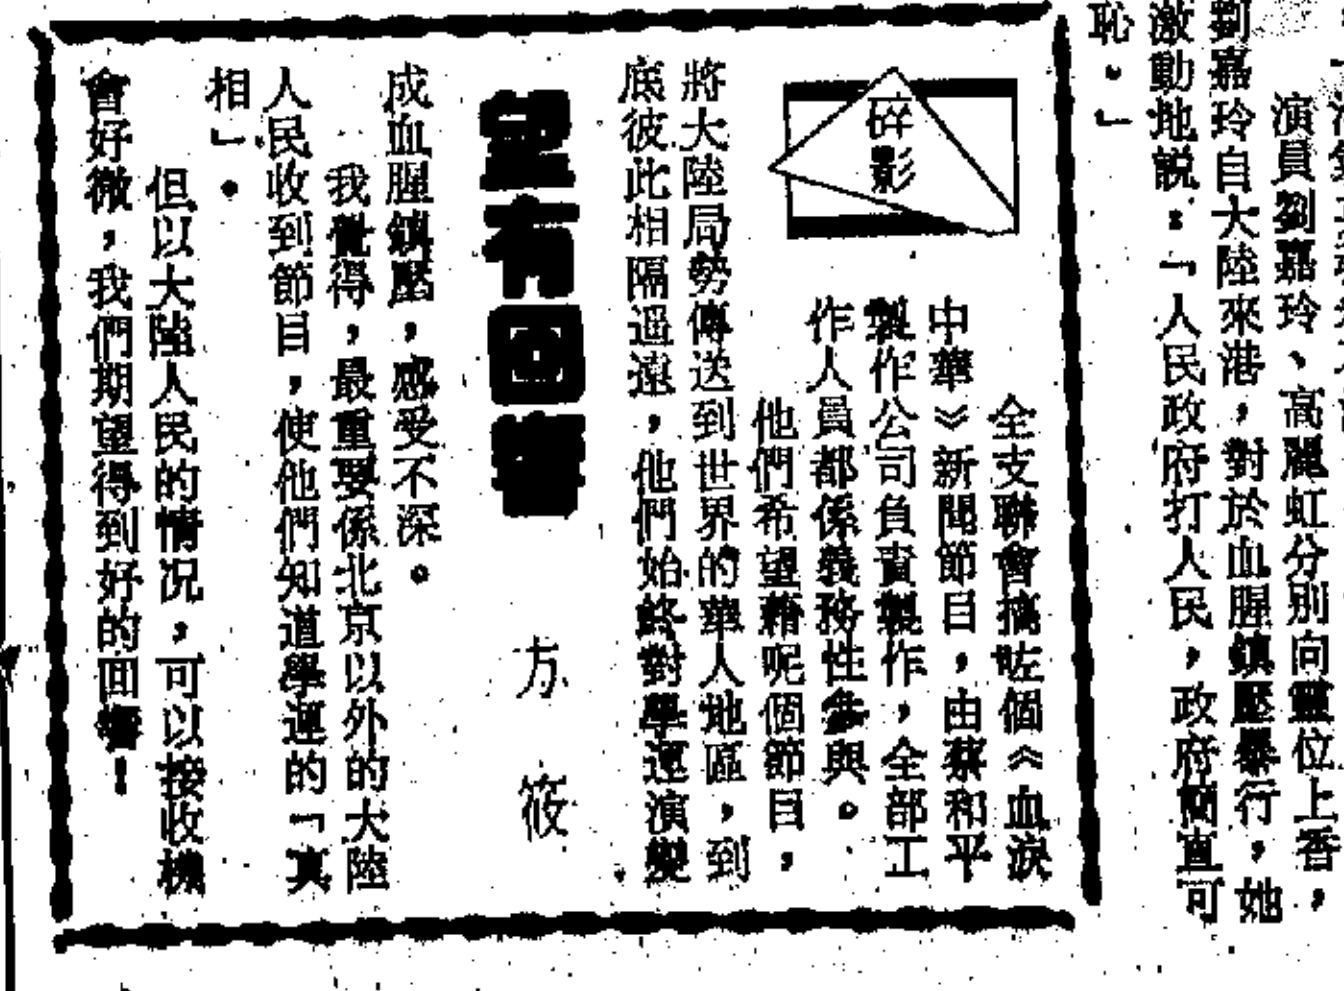 演員劉嘉玲、高麗虹分別向靈位上香，
劉嘉玲自大陸來港，對於血腥鎮壓暴行，她
激動地説：「人民政府打人民，政府簡直可
恥。」
碎影
全支聯會搞咗個《血淚
中華》新聞節目，由蔡和平
製作公司負責製作，全部工
作人員都係義務性參與。
他們希望藉呢個節目，
將大陸局勢傳送到世界的華人地區，到
底彼此相隔遥遠，他們始終對學運演變
望有回響
方筱
成血腥鎮壓，感受不深。
我覺得，最重要係北京以外的大陸
人民收到節目，使他們知道學運的「真
相」。
但以大陸人民的情况，可以接收機
會好微，我們期望得到好的回響！